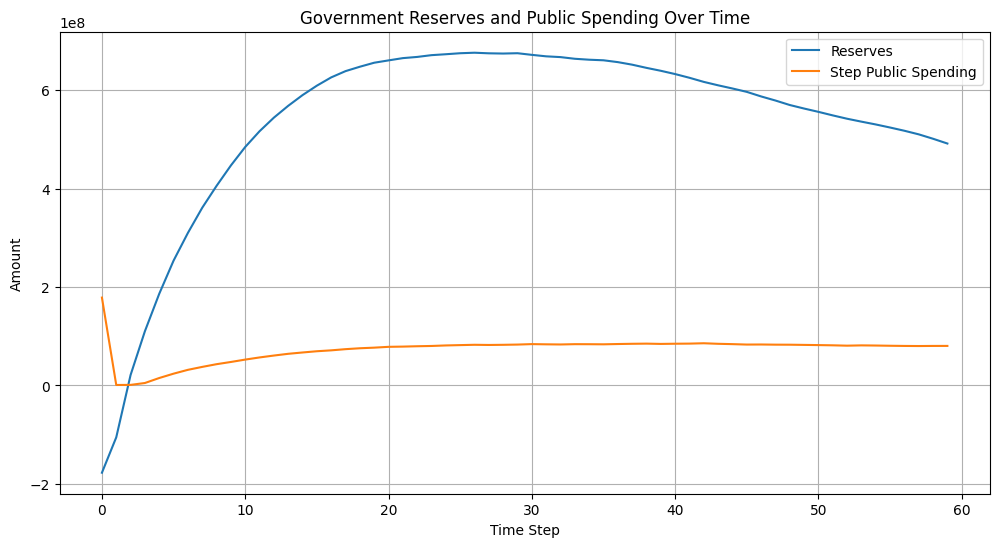 Government Reserves and Public Spending Over Time
1e8
Reserves
Step Public Spending
6
4
2
0
−2
Amount
0 10 20 30 40 50 60
Time Step